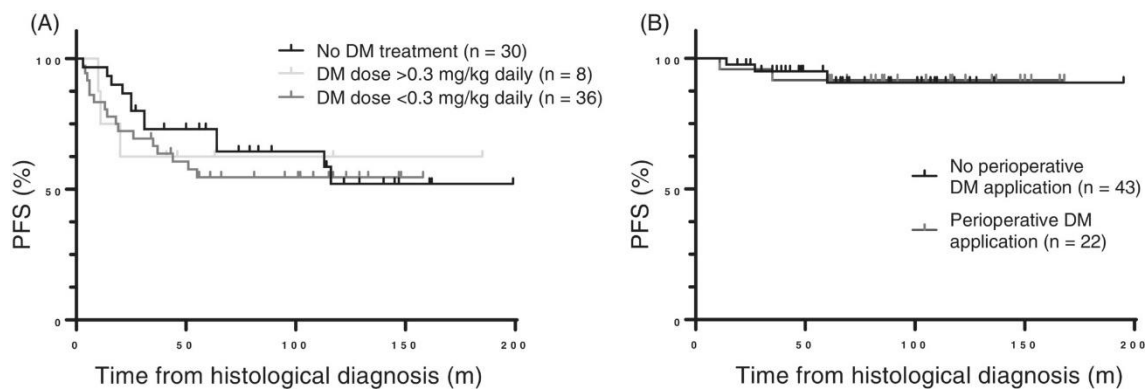 (A)
No DM treatment (n = 30)
DM dose >0.3 mg/kg daily (n = 8)
DM dose <0.3 mg/kg daily (n = 36)
100
50
0
PFS (%)
0 50 100 150 200
Time from histological diagnosis (m)
(B)
100
50
0
PFS (%)
No perioperative
DM application (n = 43)
Perioperative DM
application (n = 22)
0 50 100 150 200
Time from histological diagnosis (m)